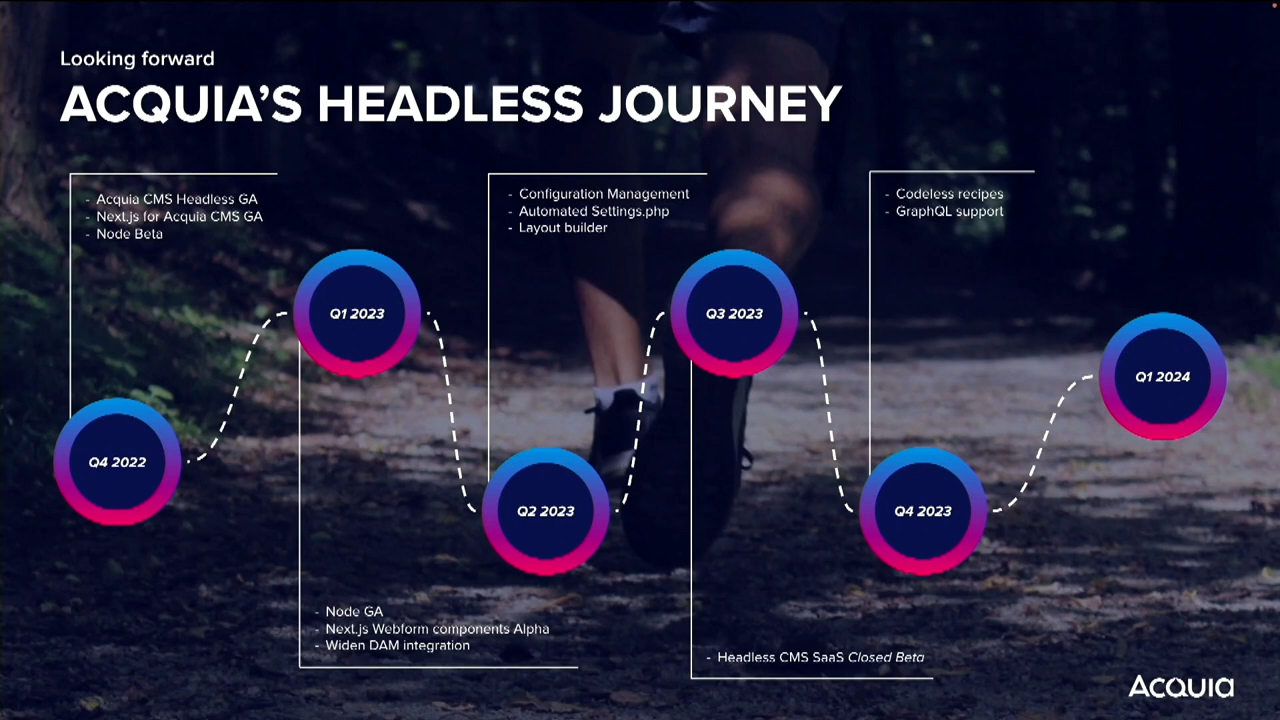 Looking forward
ACQUIA'S HEADLESS JOURNEY
- Acquia CMS Headless GA
- Next.js for Acquia CMS GA
- Node Beta
- Configuration Management
- Automated Settings.php
- Layout builder
- Codeless recipes
- GraphQL support
Q1 2023
Q3 2023
Q1 2024
Q4 2022
Q2 2023
Q4 2023
- Node GA
- Next.js Webform components Alpha
- Widen DAM integration
- Headless CMS SaaS Closed Beta
Acquia